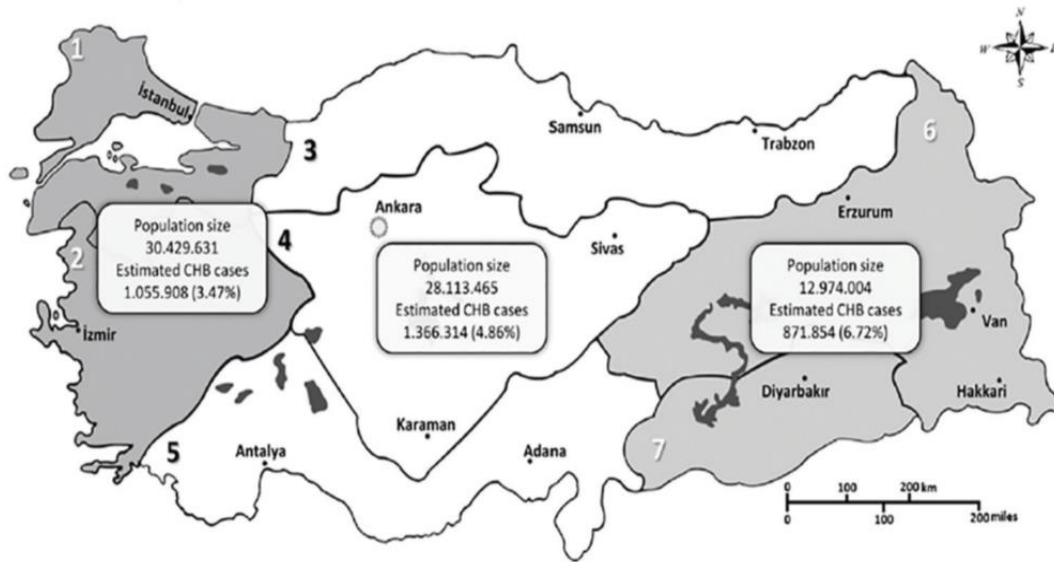 N
W
S
1
İstanbul
3
Samsun
Trabzon
6
Ankara
Erzurum
Population size
30.429.631
Estimated CHB cases
1.055.908 (3.47%)
2
4
Sivas
Population size
28.113.465
Estimated CHB cases
1.366.314 (4.86%)
Population size
12.974.004
Estimated CHB cases
871.854 (6.72%)
İzmir
Van
Diyarbakır
Hakkari
Karaman
5
Antalya
Adana
7
0 100 200 km
0 100 200 miles